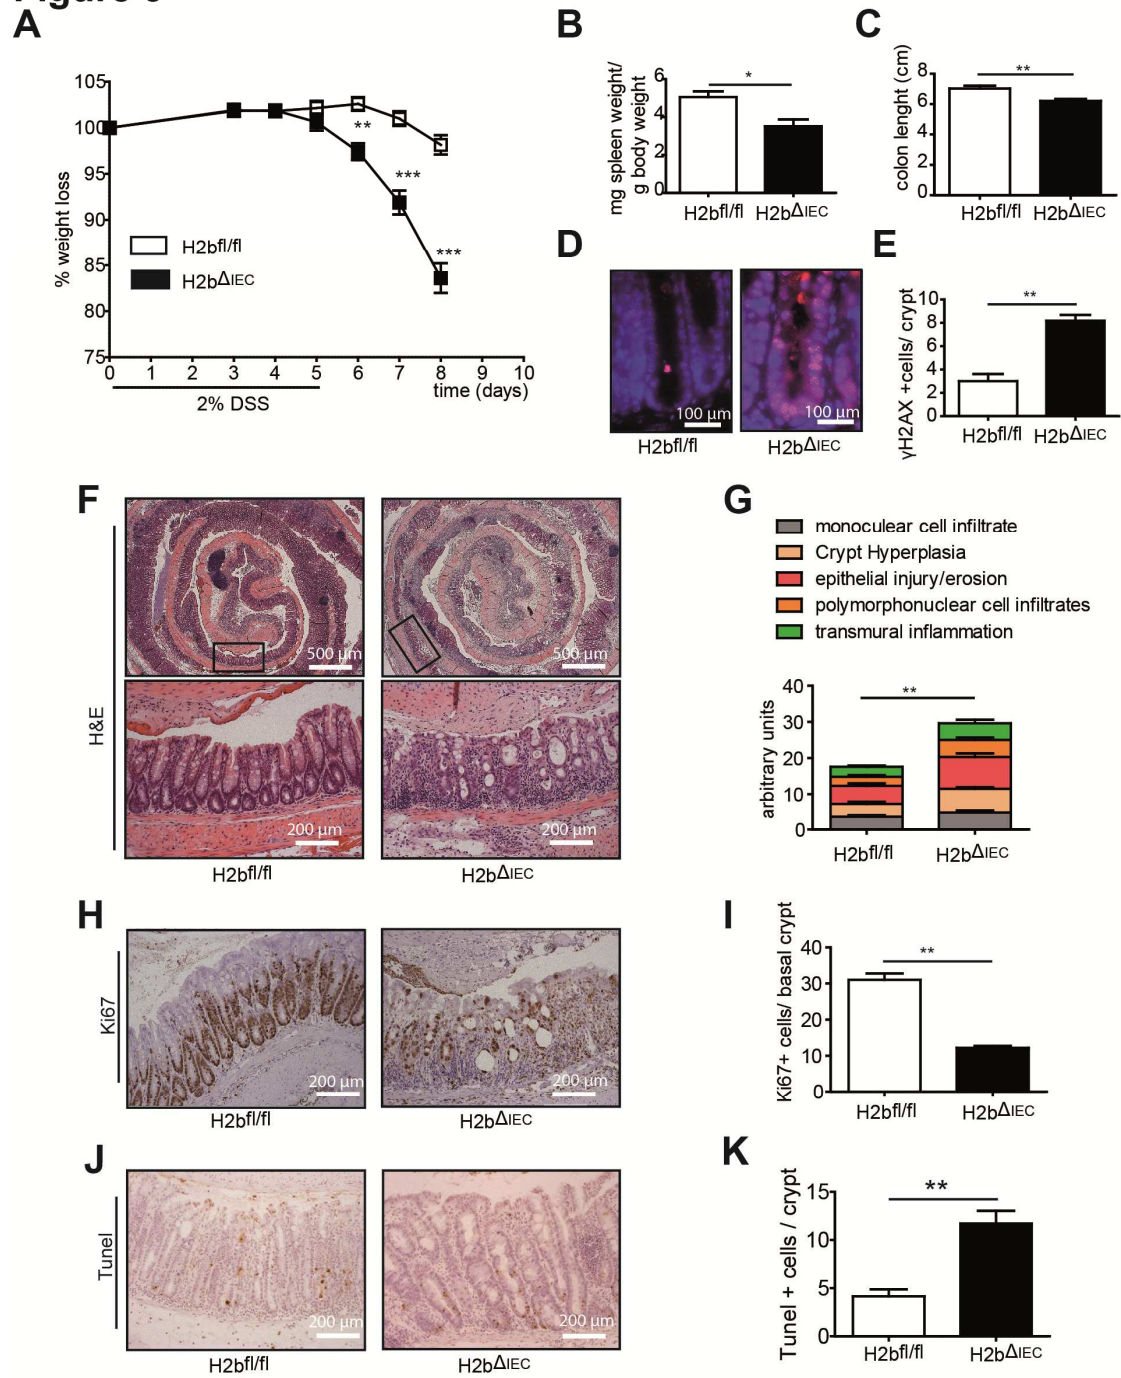 A
105
100
95
90
85
80
75
% weight loss
**
***
***
H2bfl/fl
H2bΔIEC
0 1 2 3 4 5 6 7 8 9 10
time (days)
2% DSS
B
mg spleen weight/
g body weight
6
4
2
0
*
H2bfl/fl H2bΔIEC
C
colon lenght (cm)
8
6
4
2
0
**
H2bfl/fl H2bΔIEC
D
100 µm 100 µm
H2bfl/fl H2bΔIEC
E
γH2AX +cells/ crypt
10
8
6
4
2
0
**
H2bfl/fl H2bΔIEC
F
H&E
500 µm 500 µm
200 µm 200 µm
H2bfl/fl H2bΔIEC
G
monoculear cell infiltrate
Crypt Hyperplasia
epithelial injury/erosion
polymorphonuclear cell infiltrates
transmural inflammation
arbitrary units
40
30
20
10
0
**
H2bfl/fl H2bΔIEC
H
Ki67
200 µm 200 µm
H2bfl/fl H2bΔIEC
I
Ki67+ cells/ basal crypt
40
30
20
10
0
**
H2bfl/fl H2bΔIEC
J
Tunel
200 µm 200 µm
H2bfl/fl H2bΔIEC
K
Tunel + cells / crypt
15
10
5
0
**
H2bfl/fl H2bΔIEC